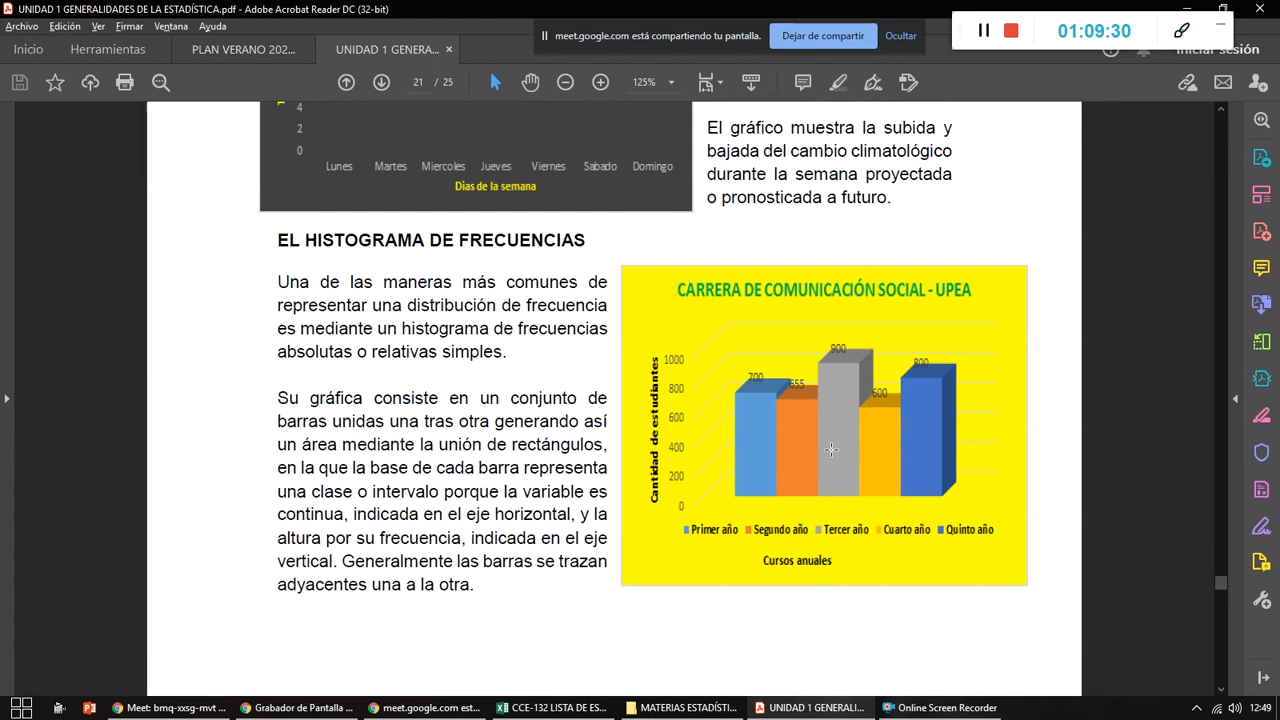 UNIDAD 1 GENERALIDADES DE LA ESTADÍSTICA.pdf - Adobe Acrobat Reader DC (32-bit)
Archivo Edición Ver Firmar Ventana Ayuda
Inicio Herramientas PLAN VERANO 202... UNIDAD 1 GENERA... ×
meet.google.com está compartiendo tu pantalla. Dejar de compartir Ocultar
01:09:30
Iniciar sesión
21 / 25 125%
4
2
0
Lunes Martes Miercoles Jueves Viernes Sabado Domingo
Dias de la semana
El gráfico muestra la subida y
bajada del cambio climatológico
durante la semana proyectada
o pronosticada a futuro.
EL HISTOGRAMA DE FRECUENCIAS
Una de las maneras más comunes de
representar una distribución de frecuencia
es mediante un histograma de frecuencias
absolutas o relativas simples.
Su gráfica consiste en un conjunto de
barras unidas una tras otra generando así
un área mediante la unión de rectángulos,
en la que la base de cada barra representa
una clase o intervalo porque la variable es
continua, indicada en el eje horizontal, y la
altura por su frecuencia, indicada en el eje
vertical. Generalmente las barras se trazan
adyacentes una a la otra.
CARRERA DE COMUNICACIÓN SOCIAL - UPEA
Cantidad de estudiantes
1000
800
600
400
200
0
700 655 900 600 800
Primer año Segundo año Tercer año Cuarto año Quinto año
Cursos anuales
Meet: bmq-xxsg-mvt ... Grabador de Pantalla ... meet.google.com est... CCE-132 LISTA DE ES... MATERIAS ESTADÍSTI... UNIDAD 1 GENERALI... Online Screen Recorder 12:49